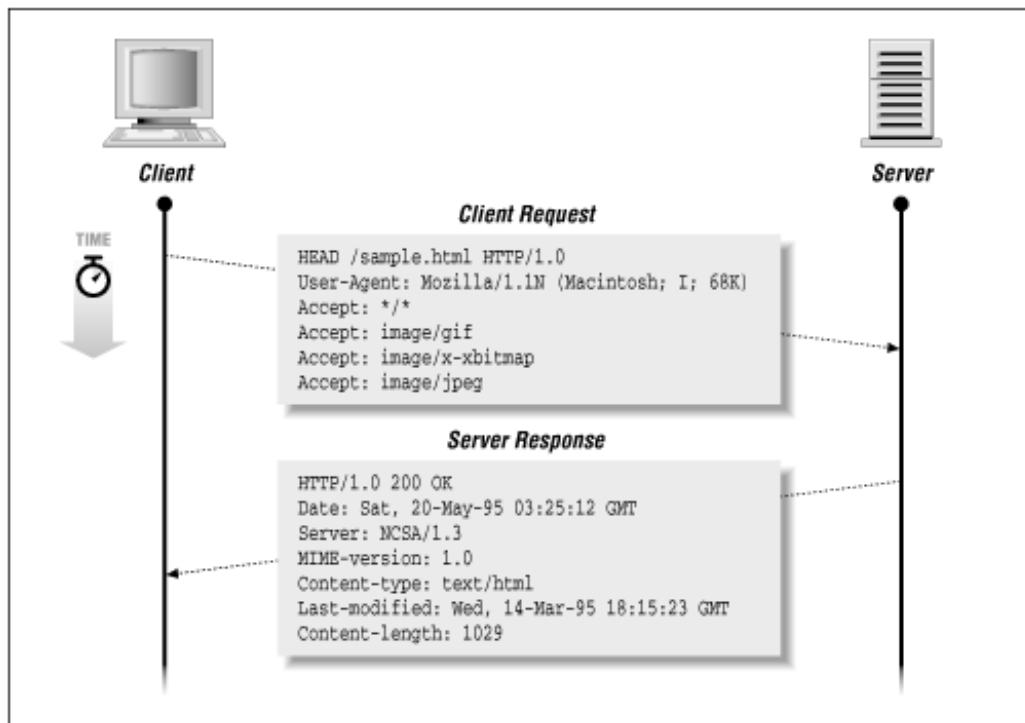 Client
Server
TIME
Client Request
HEAD /sample.html HTTP/1.0
User-Agent: Mozilla/1.1N (Macintosh; I; 68K)
Accept: */*
Accept: image/gif
Accept: image/x-xbitmap
Accept: image/jpeg
Server Response
HTTP/1.0 200 OK
Date: Sat, 20-May-95 03:25:12 GMT
Server: NCSA/1.3
MIME-version: 1.0
Content-type: text/html
Last-modified: Wed, 14-Mar-95 18:15:23 GMT
Content-length: 1029